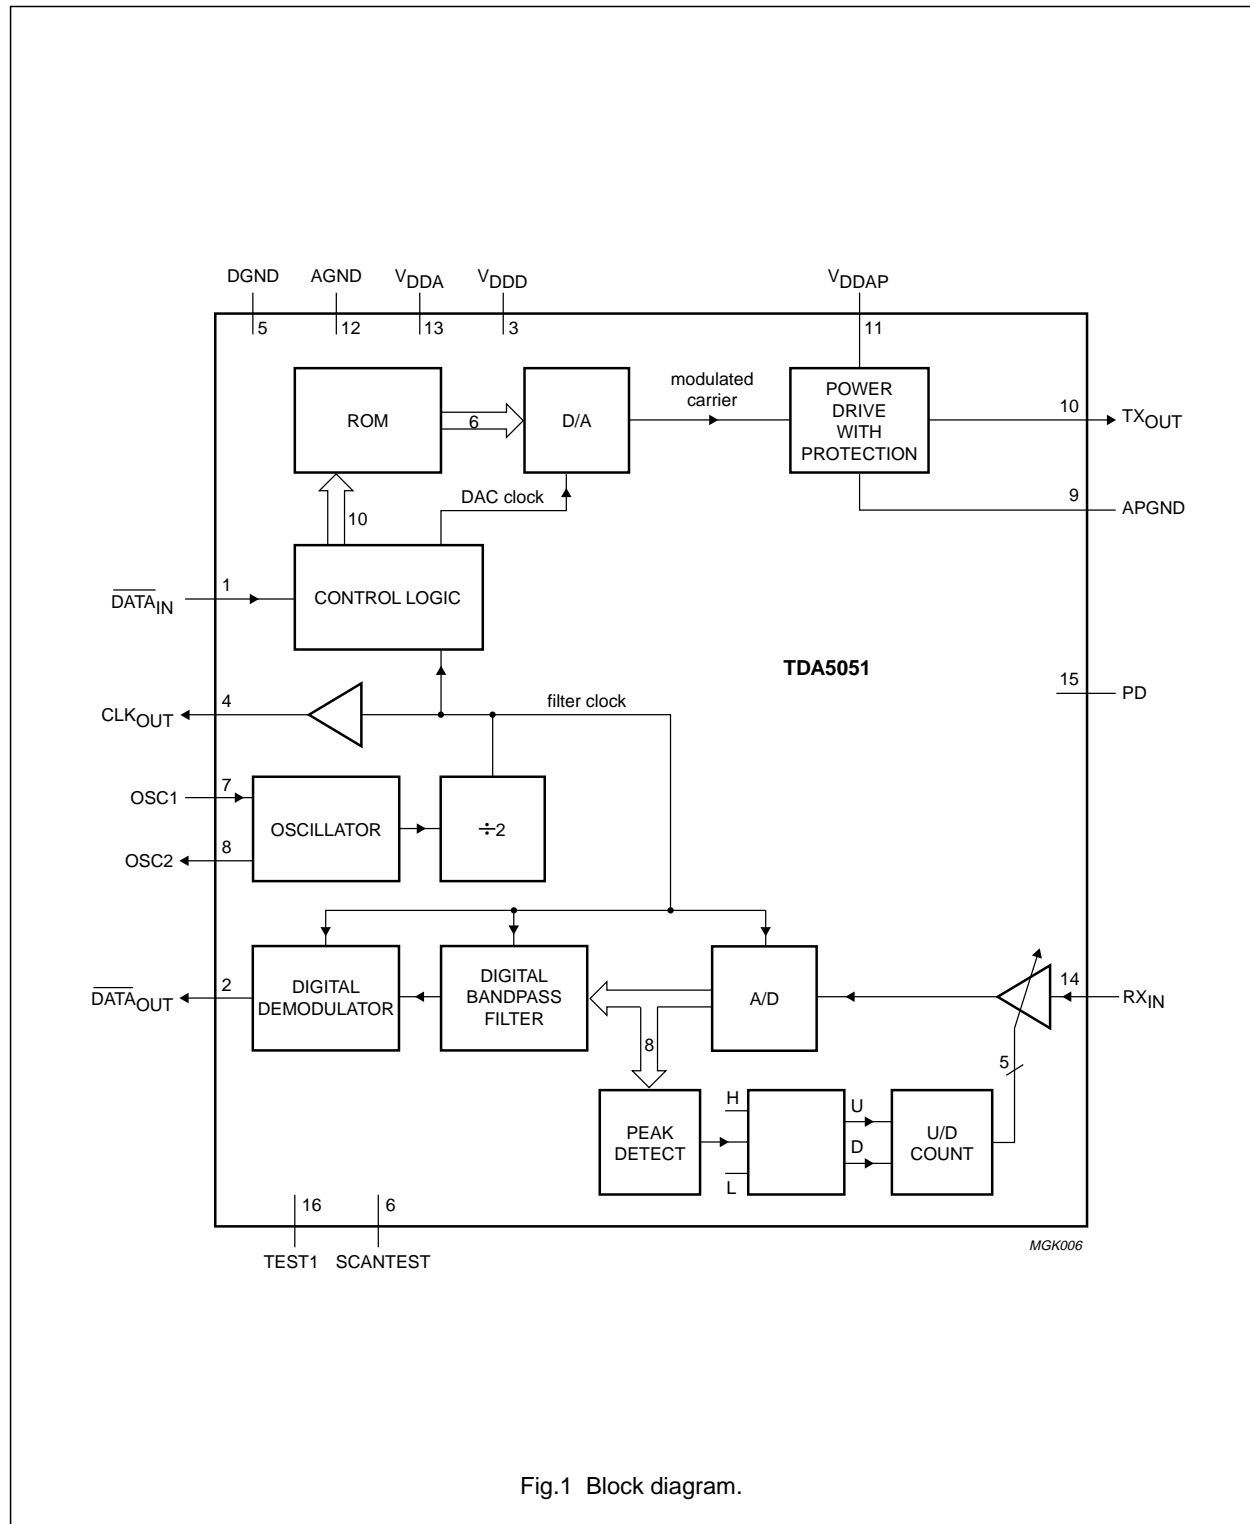 DGND AGND VDDA VDDD VDDAP
5 12 13 3 11
ROM 6 D/A modulated carrier POWER DRIVE WITH PROTECTION 10 TXOUT
10 DAC clock 9 APGND
DATAIN 1 CONTROL LOGIC
TDA5051
15 PD
CLKOUT 4 filter clock
OSC1 7
OSCILLATOR ÷2
OSC2 8
DATAOUT 2 DIGITAL DEMODULATOR DIGITAL BANDPASS FILTER A/D 14 RXIN
8 5
PEAK DETECT H L U D U/D COUNT
16 6
TEST1 SCANTEST
MGK006
Fig.1 Block diagram.